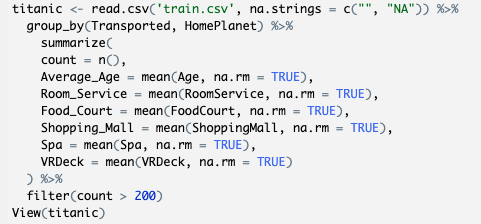 titanic <- read.csv('train.csv', na.strings = c("", "NA")) %>%
  group_by(Transported, HomePlanet) %>%
    summarize(
    count = n(),
    Average_Age = mean(Age, na.rm = TRUE),
    Room_Service = mean(RoomService, na.rm = TRUE),
    Food_Court = mean(FoodCourt, na.rm = TRUE),
    Shopping_Mall = mean(ShoppingMall, na.rm = TRUE),
    Spa = mean(Spa, na.rm = TRUE),
    VRDeck = mean(VRDeck, na.rm = TRUE)
  ) %>%
  filter(count > 200)
View(titanic)